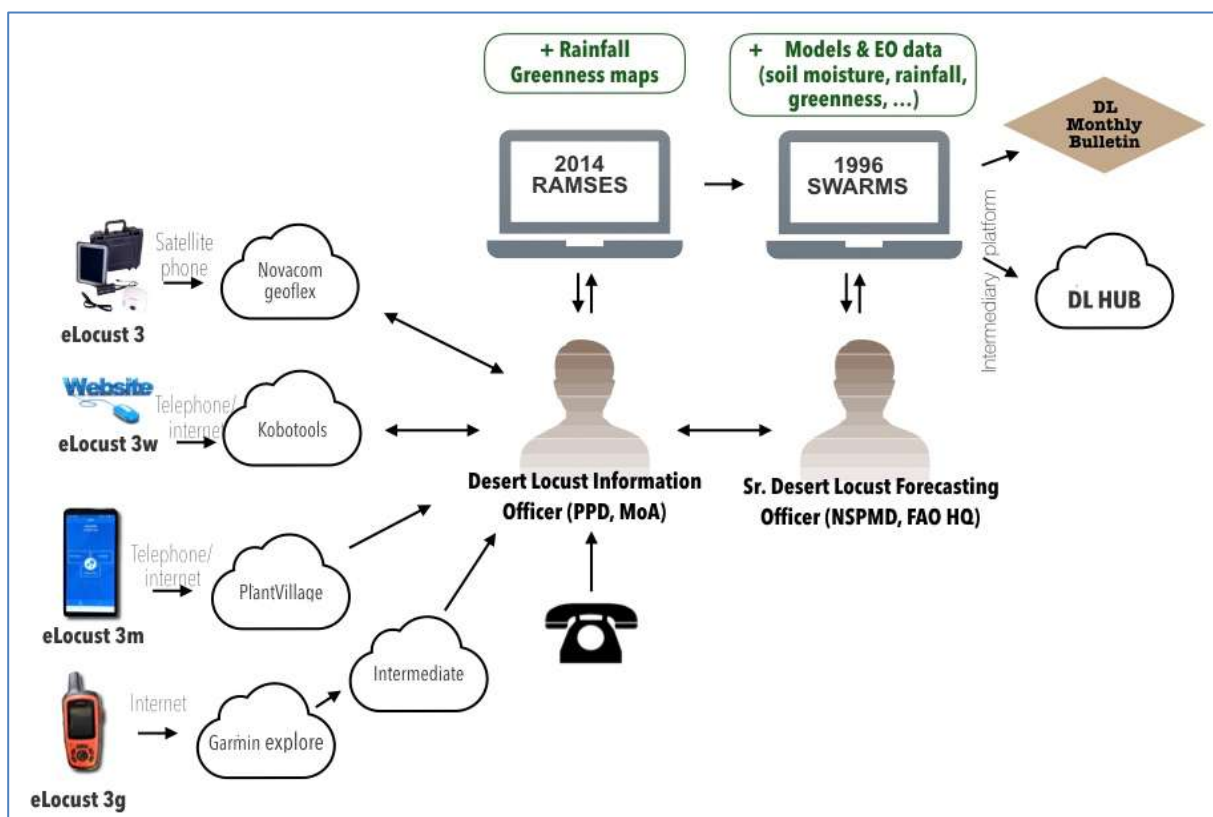 + Rainfall
Greenness maps
+ Models & EO data
(soil moisture, rainfall,
greenness, ...)
DL
Monthly
Bulletin
2014
RAMSES
1996
SWARMS
Intermediary platform
DL HUB
Satellite
phone
Novacom
geoflex
eLocust 3
Website
Telephone/
internet
Kobotools
eLocust 3w
Desert Locust Information
Officer (PPD, MoA)
Sr. Desert Locust Forecasting
Officer (NSPMD, FAO HQ)
Telephone/
internet
PlantVillage
eLocust 3m
Intermediate
Internet
Garmin explore
eLocust 3g